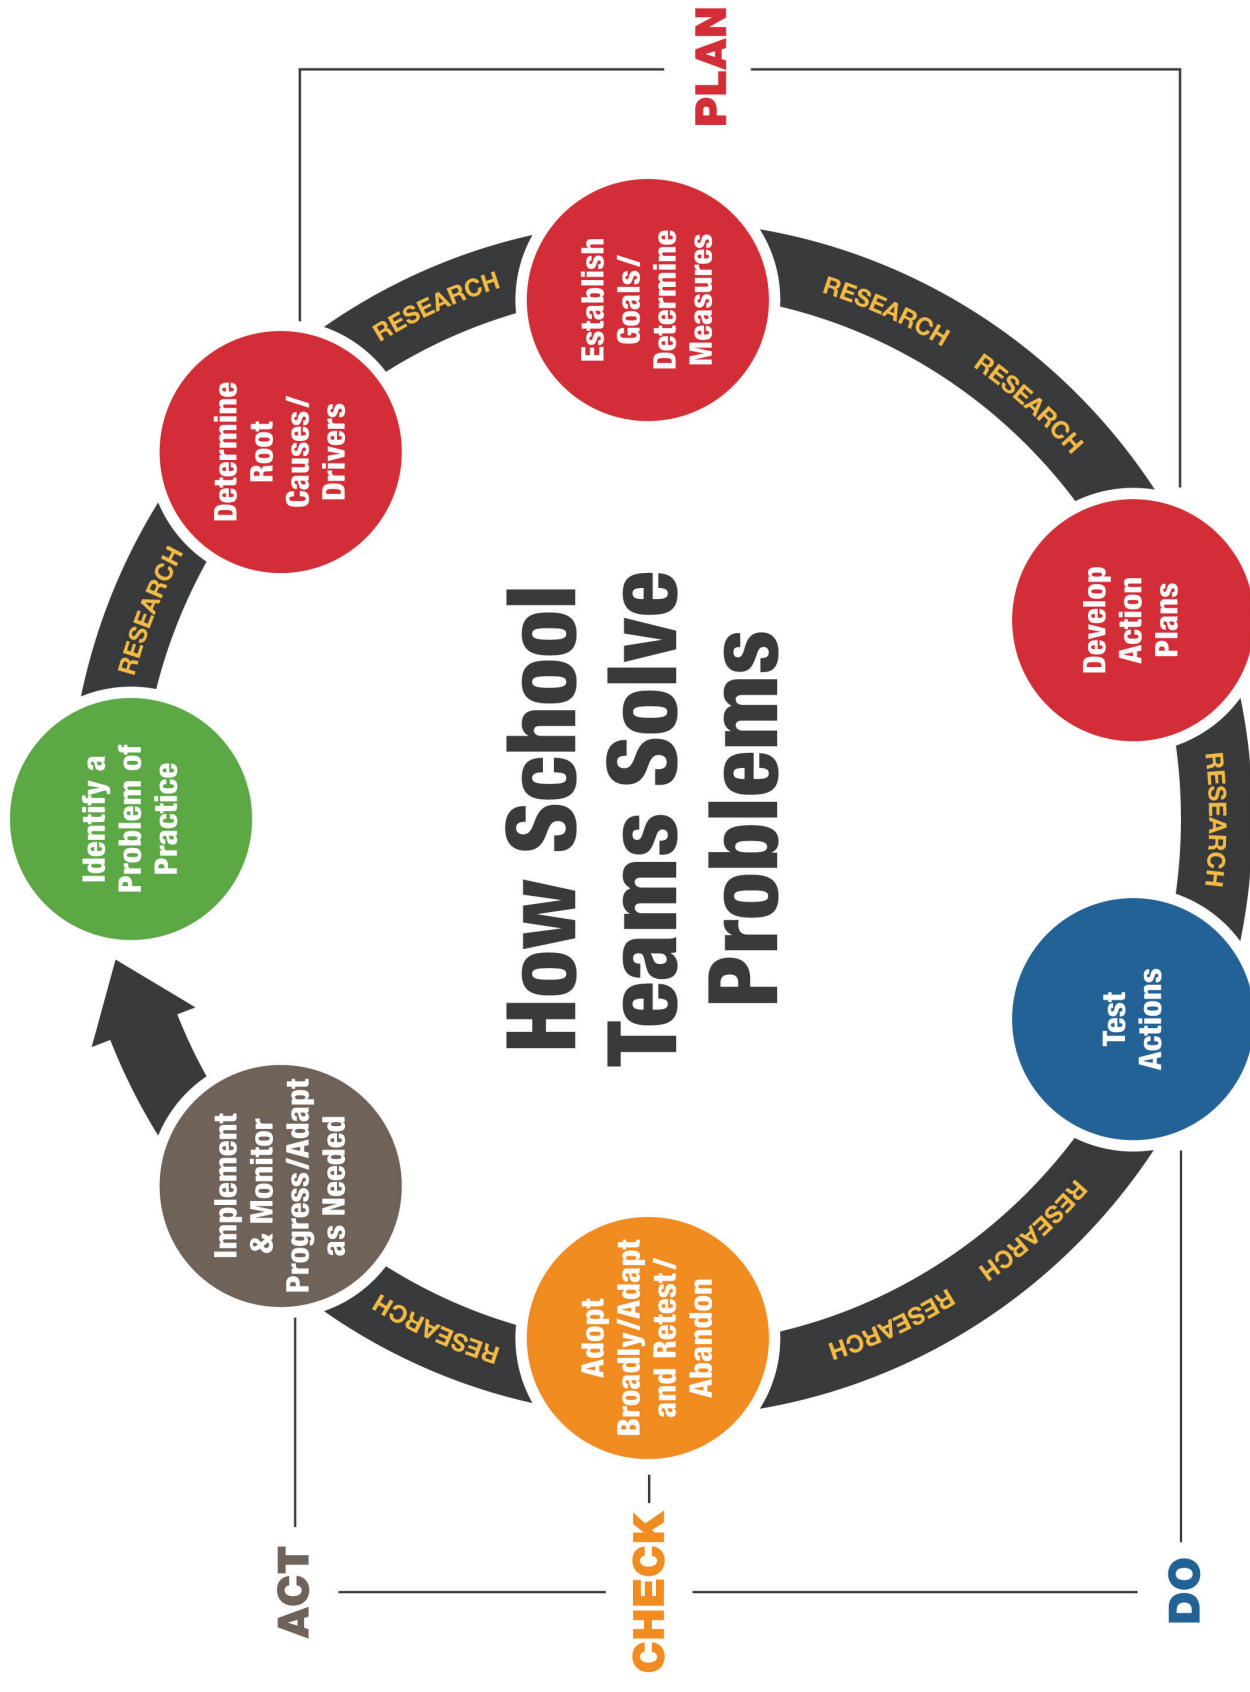 How School
Teams Solve
Problems
Identify a
Problem of
Practice
RESEARCH
Determine
Root
Causes/
Drivers
RESEARCH
Establish
Goals/
Determine
Measures
RESEARCH
RESEARCH
Develop
Action
Plans
RESEARCH
Test
Actions
RESEARCH
RESEARCH
Adopt
Broadly/Adapt
and Retest/
Abandon
RESEARCH
Implement
& Monitor
Progress/Adapt
as Needed
PLAN
DO
CHECK
ACT